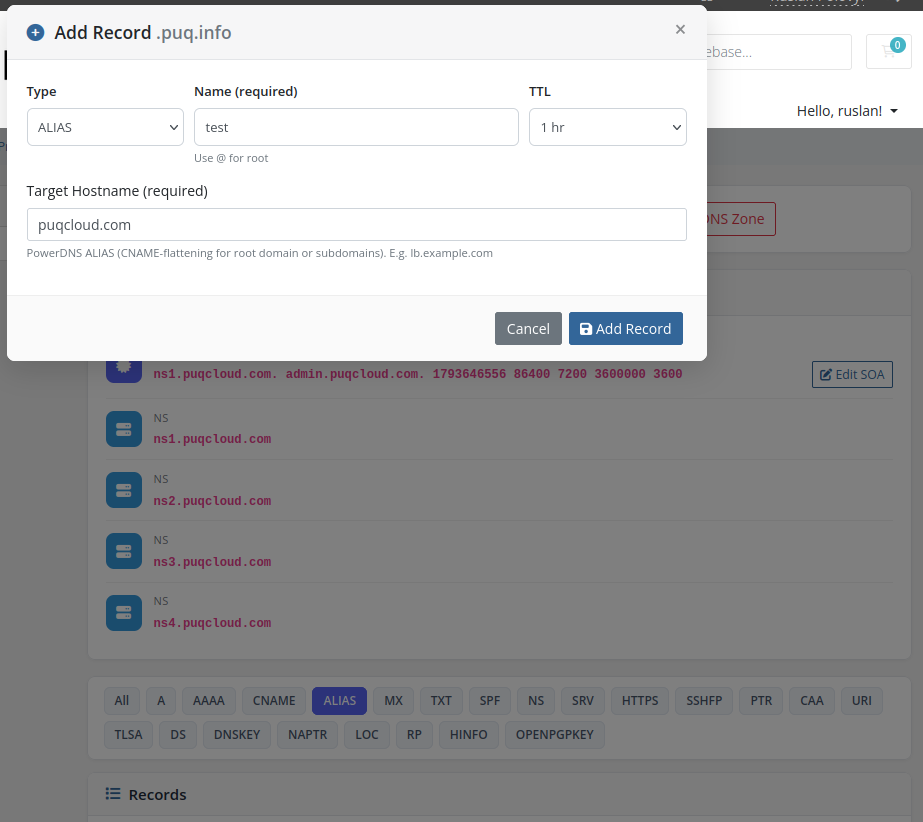 Add Record .puq.info
×
ebase...
0
Hello, ruslan!
Type
Name (required)
TTL
ALIAS
test
1 hr
Use @ for root
Target Hostname (required)
puqcloud.com
PowerDNS ALIAS (CNAME-flattening for root domain or subdomains). E.g. lb.example.com
NS Zone
Cancel
Add Record
ns1.puqcloud.com. admin.puqcloud.com. 1793646556 86400 7200 3600000 3600
Edit SOA
NS
ns1.puqcloud.com
NS
ns2.puqcloud.com
NS
ns3.puqcloud.com
NS
ns4.puqcloud.com
All A AAAA CNAME ALIAS MX TXT SPF NS SRV HTTPS SSHFP PTR CAA URI
TLSA DS DNSKEY NAPTR LOC RP HINFO OPENPGPKEY
Records